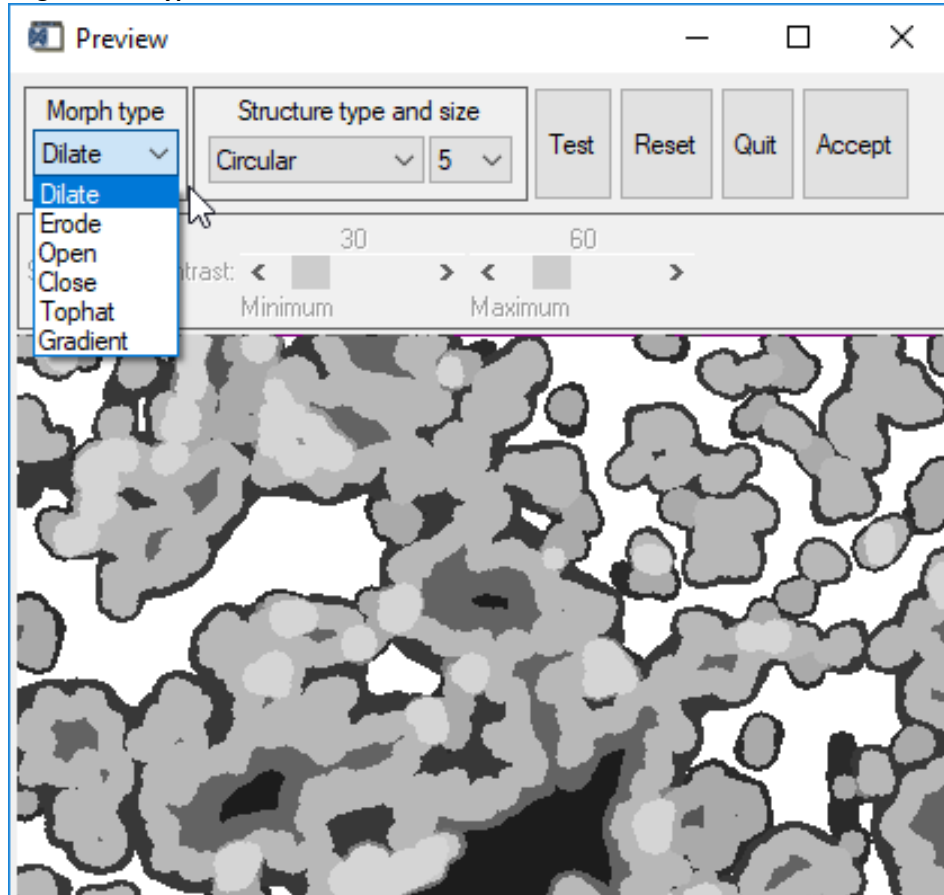 Preview
Morph type
Structure type and size
Dilate
Circular
5
Test
Reset
Quit
Accept
Dilate
Erode
Open
Close
Tophat
Gradient
30
60
Minimum
Maximum